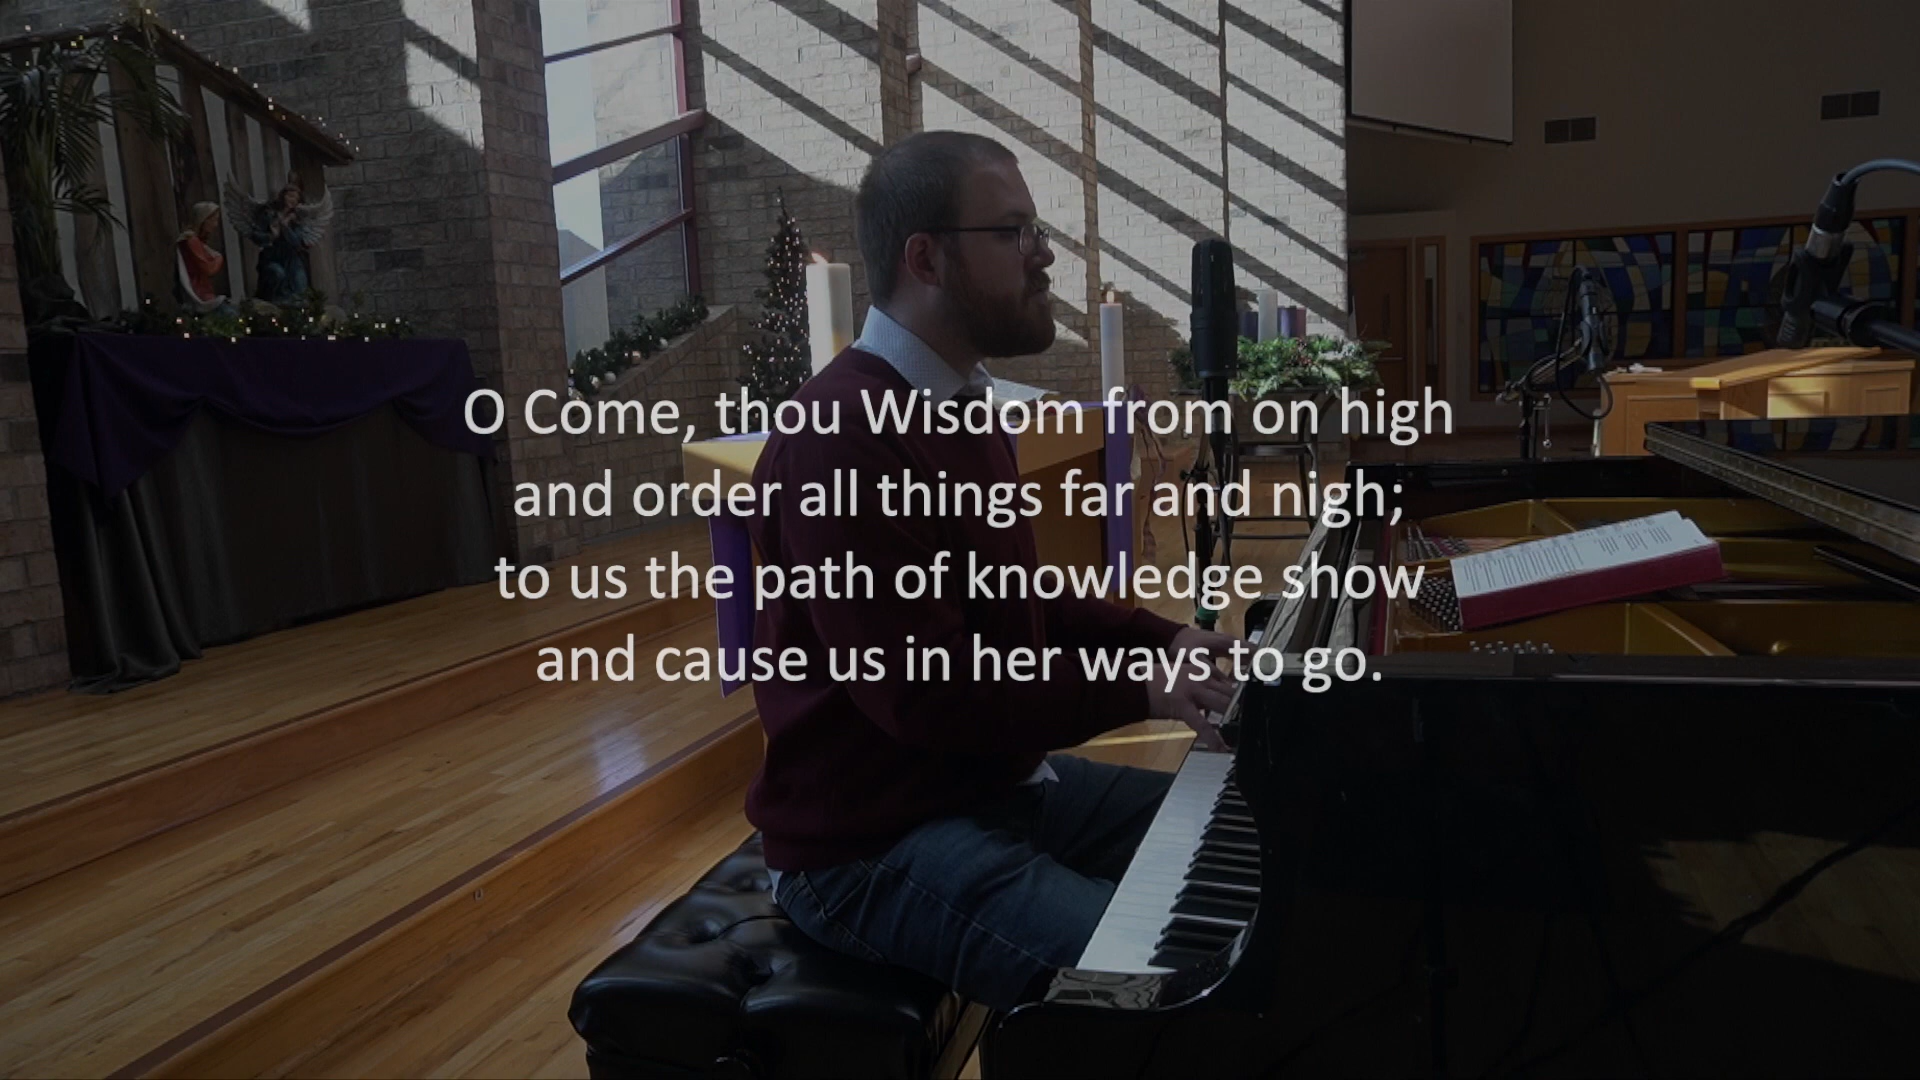 O Come, thou Wisdom from on high
and order all things far and nigh;
to us the path of knowledge show
and cause us in her ways to go.